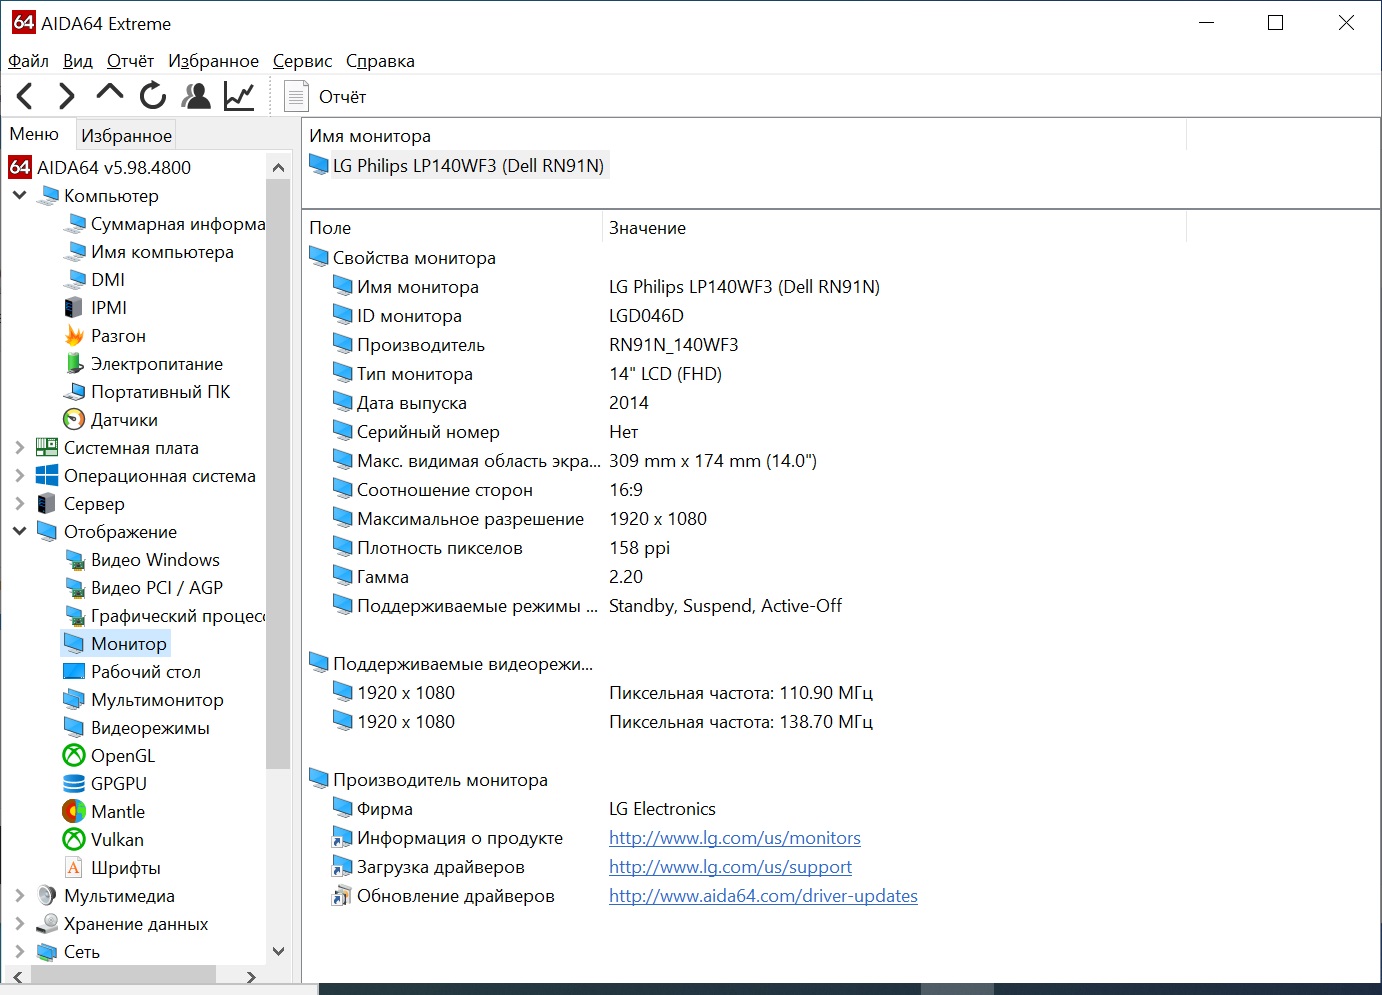 64 AIDA64 Extreme
Файл Вид Отчёт Избранное Сервис Справка
Отчёт
Меню Избранное
64 AIDA64 v5.98.4800
Компьютер
Суммарная информа
Имя компьютера
DMI
IPMI
Разгон
Электропитание
Портативный ПК
Датчики
Системная плата
Операционная система
Сервер
Отображение
Видео Windows
Видео PCI / AGP
Графический процесс
Монитор
Рабочий стол
Мультимонитор
Видеорежимы
OpenGL
GPGPU
Mantle
Vulkan
A Шрифты
Мультимедиа
Хранение данных
Сеть
Имя монитора
LG Philips LP140WF3 (Dell RN91N)
Поле Значение
Свойства монитора
Имя монитора LG Philips LP140WF3 (Dell RN91N)
ID монитора LGD046D
Производитель RN91N_140WF3
Тип монитора 14" LCD (FHD)
Дата выпуска 2014
Серийный номер Нет
Макс. видимая область экра... 309 mm x 174 mm (14.0")
Соотношение сторон 16:9
Максимальное разрешение 1920 x 1080
Плотность пикселов 158 ppi
Гамма 2.20
Поддерживаемые режимы ... Standby, Suspend, Active-Off
Поддерживаемые видеорежи...
1920 x 1080 Пиксельная частота: 110.90 МГц
1920 x 1080 Пиксельная частота: 138.70 МГц
Производитель монитора
Фирма LG Electronics
Информация о продукте http://www.lg.com/us/monitors
Загрузка драйверов http://www.lg.com/us/support
Обновление драйверов http://www.aida64.com/driver-updates